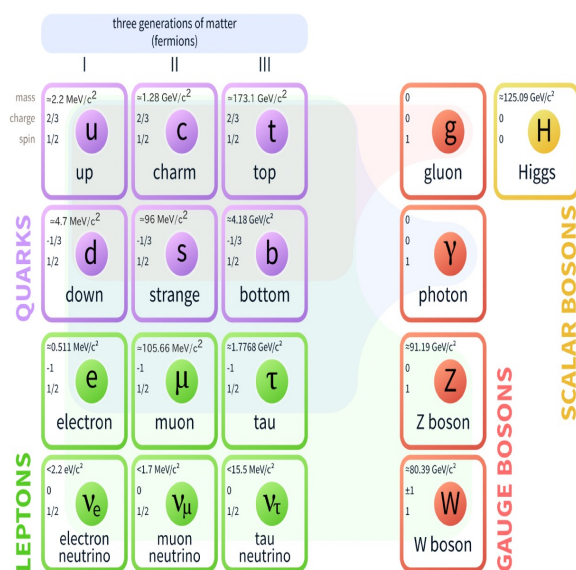 three generations of matter
(fermions)
I II III
mass
charge
spin
≈2.2 MeV/c²
2/3
1/2
u
up
≈1.28 GeV/c²
2/3
1/2
c
charm
≈173.1 GeV/c²
2/3
1/2
t
top
0
0
1
g
gluon
≈125.09 GeV/c²
0
0
H
Higgs
QUARKS
≈4.7 MeV/c²
-1/3
1/2
d
down
≈96 MeV/c²
-1/3
1/2
s
strange
≈4.18 GeV/c²
-1/3
1/2
b
bottom
0
0
1
γ
photon
SCALAR BOSONS
≈0.511 MeV/c²
-1
1/2
e
electron
≈105.66 MeV/c²
-1
1/2
μ
muon
≈1.7768 GeV/c²
-1
1/2
τ
tau
≈91.19 GeV/c²
0
1
Z
Z boson
LEPTONS
<2.2 eV/c²
0
1/2
νe
electron
neutrino
<1.7 MeV/c²
0
1/2
νμ
muon
neutrino
<15.5 MeV/c²
0
1/2
ντ
tau
neutrino
≈80.39 GeV/c²
±1
1
W
W boson
GAUGE BOSONS